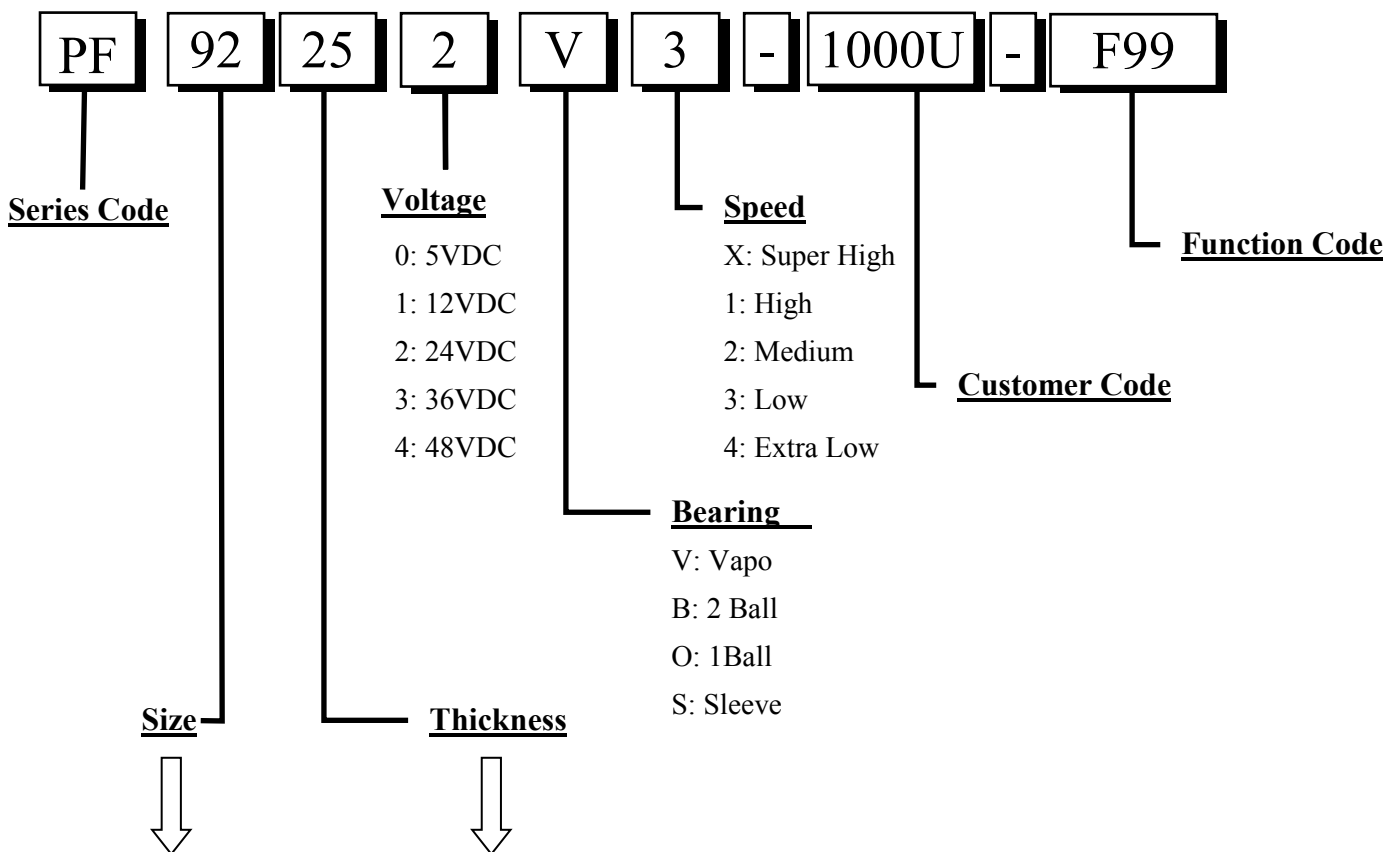 PF 92 25 2 V 3 - 1000U - F99
Series Code
Voltage
0: 5VDC
1: 12VDC
2: 24VDC
3: 36VDC
4: 48VDC
Speed
X: Super High
1: High
2: Medium
3: Low
4: Extra Low
Function Code
Customer Code
Bearing
V: Vapo
B: 2 Ball
O: 1Ball
S: Sleeve
Size
Thickness